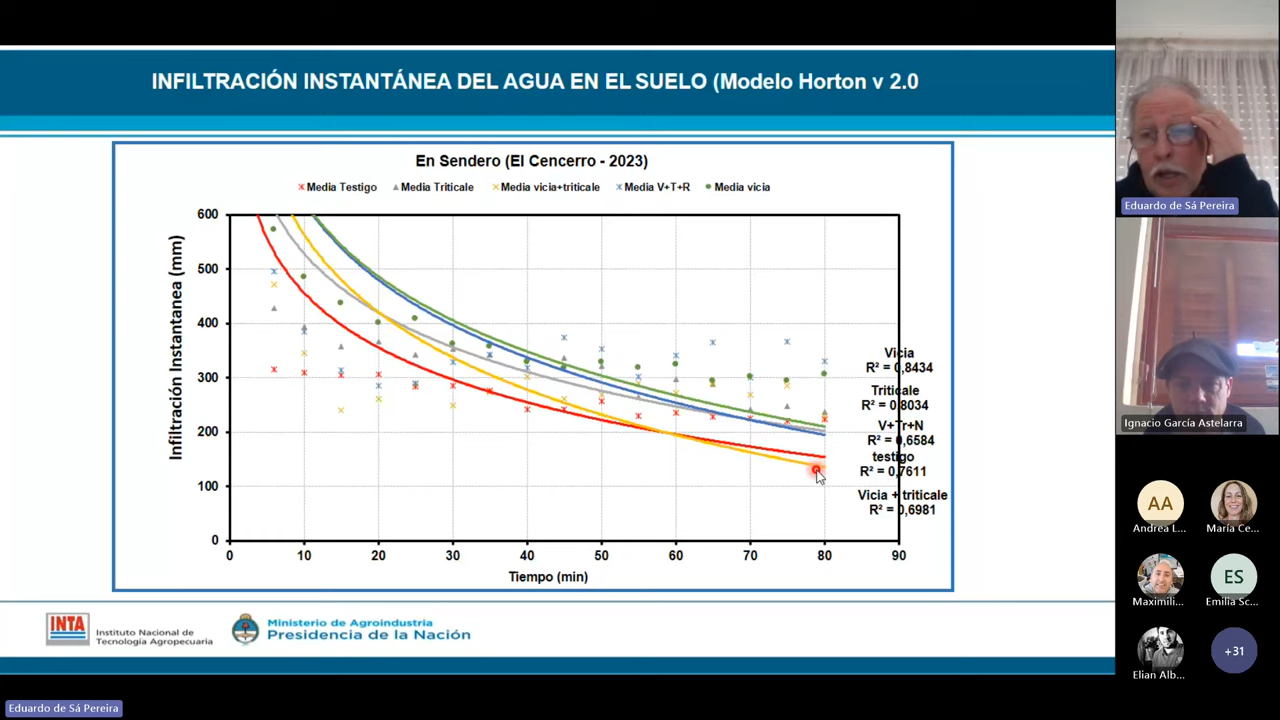 INFILTRACIÓN INSTANTÁNEA DEL AGUA EN EL SUELO (Modelo Horton v 2.0
En Sendero (El Cencerro - 2023)
Media Testigo Media Triticale Media vicia+triticale Media V+T+R Media vicia
Infiltración Instantanea (mm)
600
500
400
300
200
100
0
0 10 20 30 40 50 60 70 80 90
Tiempo (min)
Vicia
R² = 0,8434
Triticale
R² = 0,8034
V+Tr+N
R² = 0,6584
testigo
R² = 0,7611
Vicia + triticale
R² = 0,6981
INTA
Instituto Nacional de
Tecnología Agropecuaria
Ministerio de Agroindustria
Presidencia de la Nación
Eduardo de Sá Pereira
Eduardo de Sá Pereira
Ignacio García Astelarra
AA
Andrea L...
María Ce...
Maximili...
ES
Emilia Sc...
Elian Alb...
+31